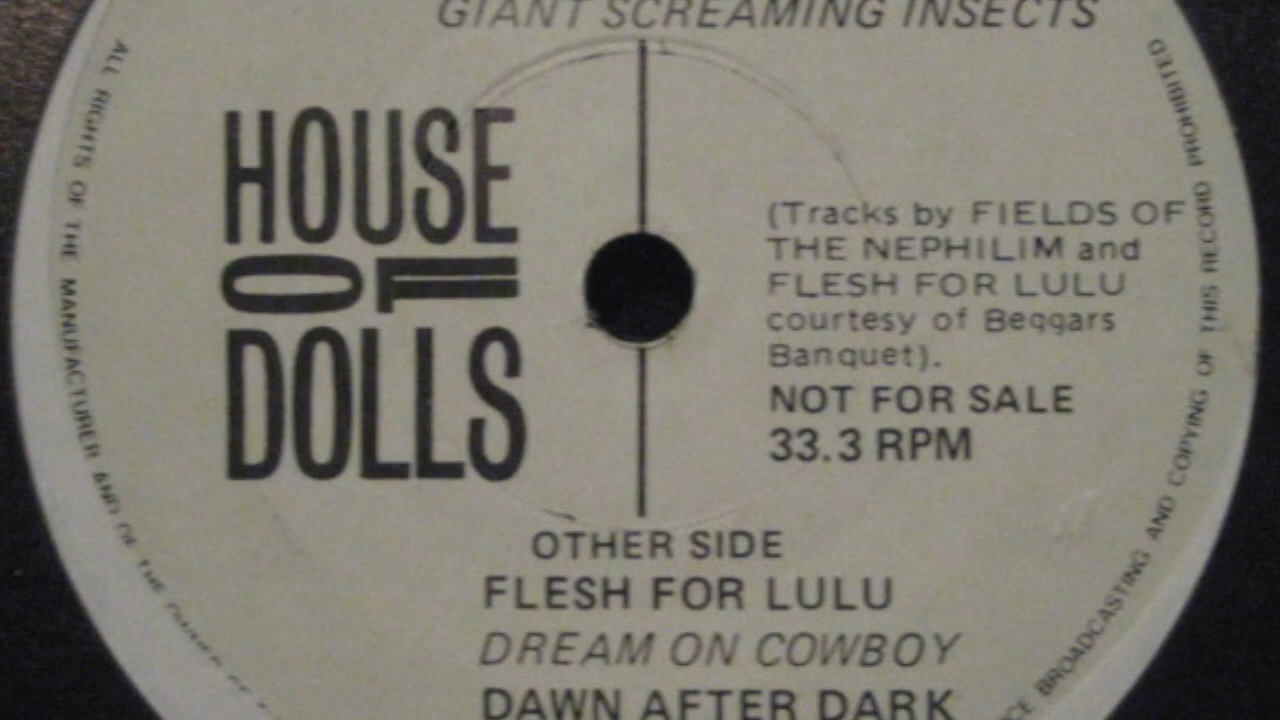 GIANT SCREAMING INSECTS
HOUSE
OF
DOLLS
(Tracks by FIELDS OF
THE NEPHILIM and
FLESH FOR LULU
courtesy of Beggars
Banquet).
NOT FOR SALE
33.3 RPM
OTHER SIDE
FLESH FOR LULU
DREAM ON COWBOY
DAWN AFTER DARK
ALL RIGHTS OF THE MANUFACTURER AND OF THE
BROADCASTING AND COPYING OF THIS RECORD PROHIBITED